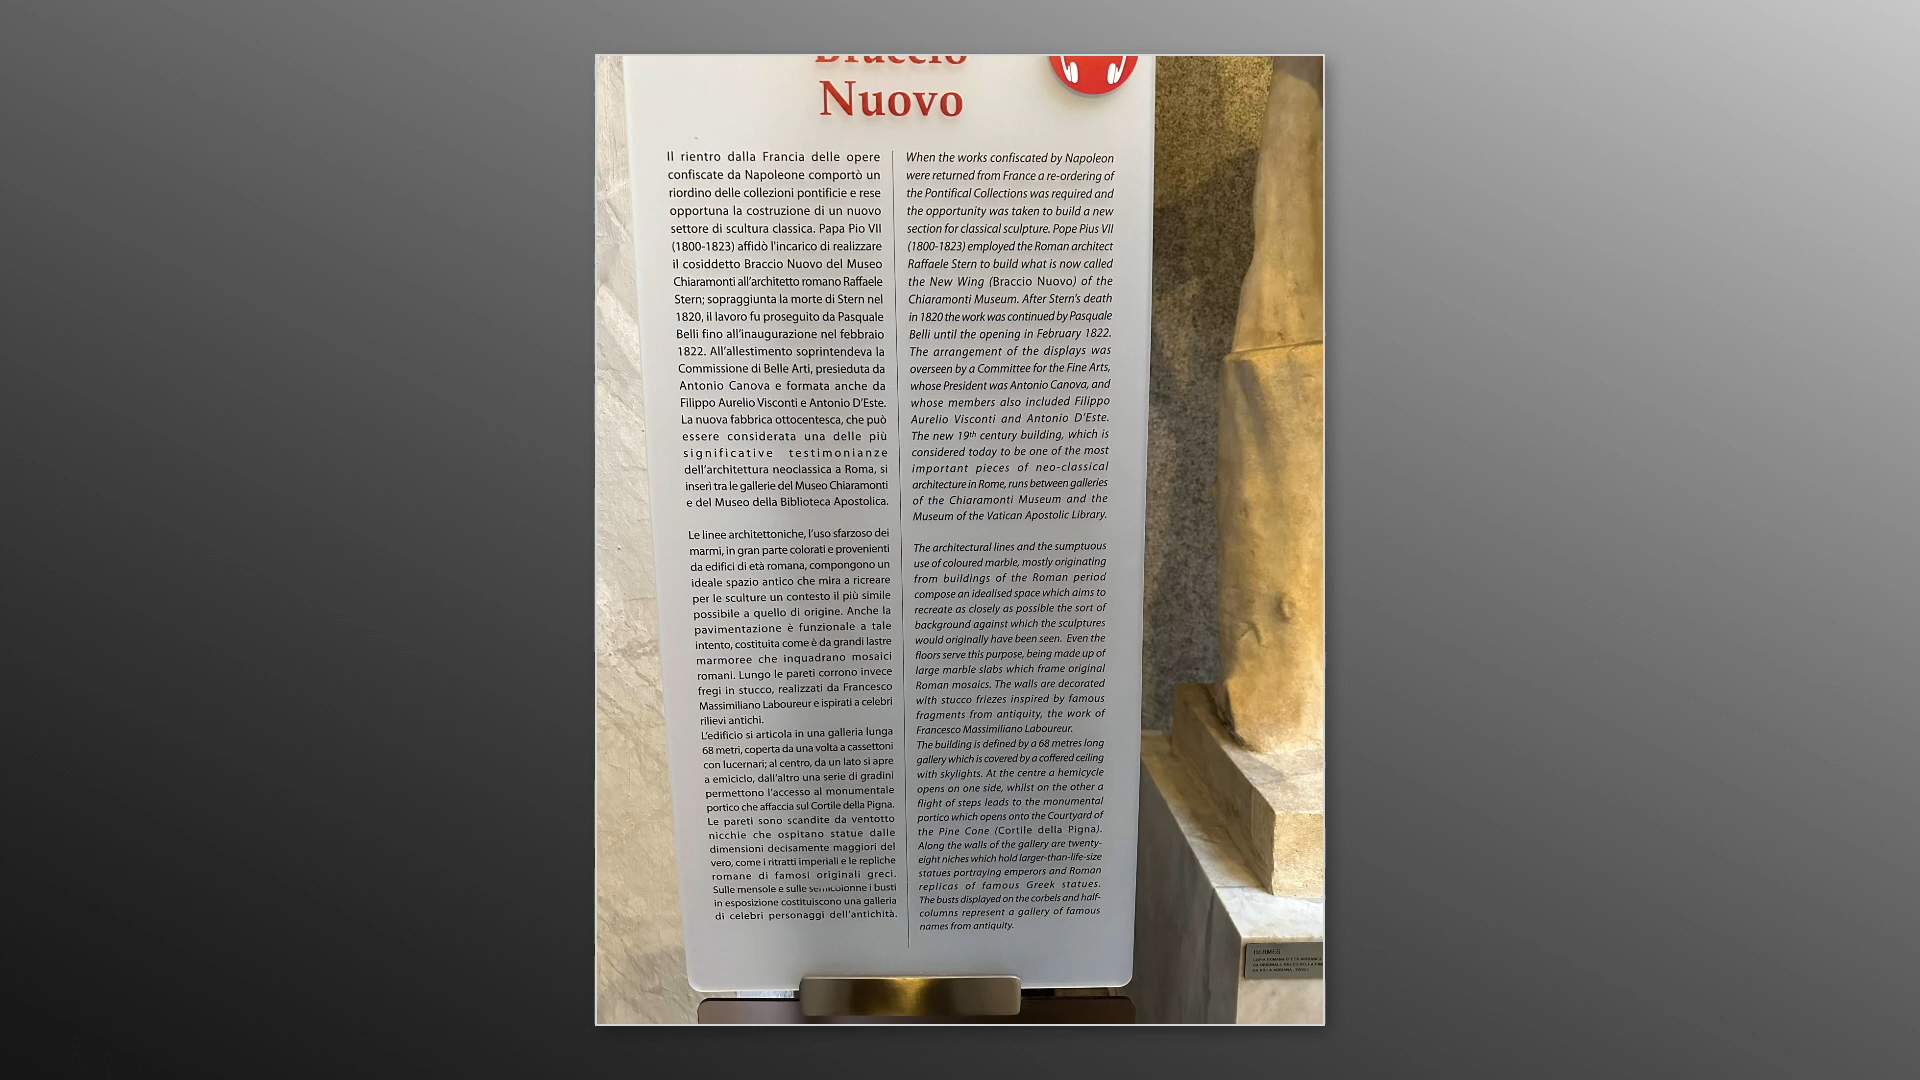 Braccio
Nuovo
Il rientro dalla Francia delle opere
confiscate da Napoleone comportò un
riordino delle collezioni pontificie e rese
opportuna la costruzione di un nuovo
settore di scultura classica. Papa Pio VII
(1800-1823) affidò l'incarico di realizzare
il cosiddetto Braccio Nuovo del Museo
Chiaramonti all'architetto romano Raffaele
Stern; sopraggiunta la morte di Stern nel
1820, il lavoro fu proseguito da Pasquale
Belli fino all'inaugurazione nel febbraio
1822. All'allestimento soprintendeva la
Commissione di Belle Arti, presieduta da
Antonio Canova e formata anche da
Filippo Aurelio Visconti e Antonio D'Este.
La nuova fabbrica ottocentesca, che può
essere considerata una delle più
significative testimonianze
dell'architettura neoclassica a Roma, si
inserì tra le gallerie del Museo Chiaramonti
e del Museo della Biblioteca Apostolica.
Le linee architettoniche, l'uso sfarzoso dei
marmi, in gran parte colorati e provenienti
da edifici di età romana, compongono un
ideale spazio antico che mira a ricreare
per le sculture un contesto il più simile
possibile a quello di origine. Anche la
pavimentazione è funzionale a tale
intento, costituita come è da grandi lastre
marmoree che inquadrano mosaici
romani. Lungo le pareti corrono invece
fregi in stucco, realizzati da Francesco
Massimiliano Laboureur e ispirati a celebri
rilievi antichi.
L'edificio si articola in una galleria lunga
68 metri, coperta da una volta a cassettoni
con lucernari; al centro, da un lato si apre
a emiciclo, dall'altro una serie di gradini
permettono l'accesso al monumentale
portico che affaccia sul Cortile della Pigna.
Le pareti sono scandite da ventotto
nicchie che ospitano statue dalle
dimensioni decisamente maggiori del
vero, come i ritratti imperiali e le repliche
romane di famosi originali greci.
Sulle mensole e sulle semicolonne i busti
in esposizione costituiscono una galleria
di celebri personaggi dell'antichità.
When the works confiscated by Napoleon
were returned from France a re-ordering of
the Pontifical Collections was required and
the opportunity was taken to build a new
section for classical sculpture. Pope Pius VII
(1800-1823) employed the Roman architect
Raffaele Stern to build what is now called
the New Wing (Braccio Nuovo) of the
Chiaramonti Museum. After Stern's death
in 1820 the work was continued by Pasquale
Belli until the opening in February 1822.
The arrangement of the displays was
overseen by a Committee for the Fine Arts,
whose President was Antonio Canova, and
whose members also included Filippo
Aurelio Visconti and Antonio D'Este.
The new 19th century building, which is
considered today to be one of the most
important pieces of neo-classical
architecture in Rome, runs between galleries
of the Chiaramonti Museum and the
Museum of the Vatican Apostolic Library.
The architectural lines and the sumptuous
use of coloured marble, mostly originating
from buildings of the Roman period
compose an idealised space which aims to
recreate as closely as possible the sort of
background against which the sculptures
would originally have been seen. Even the
floors serve this purpose, being made up of
large marble slabs which frame original
Roman mosaics. The walls are decorated
with stucco friezes inspired by famous
fragments from antiquity, the work of
Francesco Massimiliano Laboureur.
The building is defined by a 68 metres long
gallery which is covered by a coffered ceiling
with skylights. At the centre a hemicycle
opens on one side, whilst on the other a
flight of steps leads to the monumental
portico which opens onto the Courtyard of
the Pine Cone (Cortile della Pigna).
Along the walls of the gallery are twenty-
eight niches which hold larger-than-life-size
statues portraying emperors and Roman
replicas of famous Greek statues.
The busts displayed on the corbels and half-
columns represent a gallery of famous
names from antiquity.
HERMES